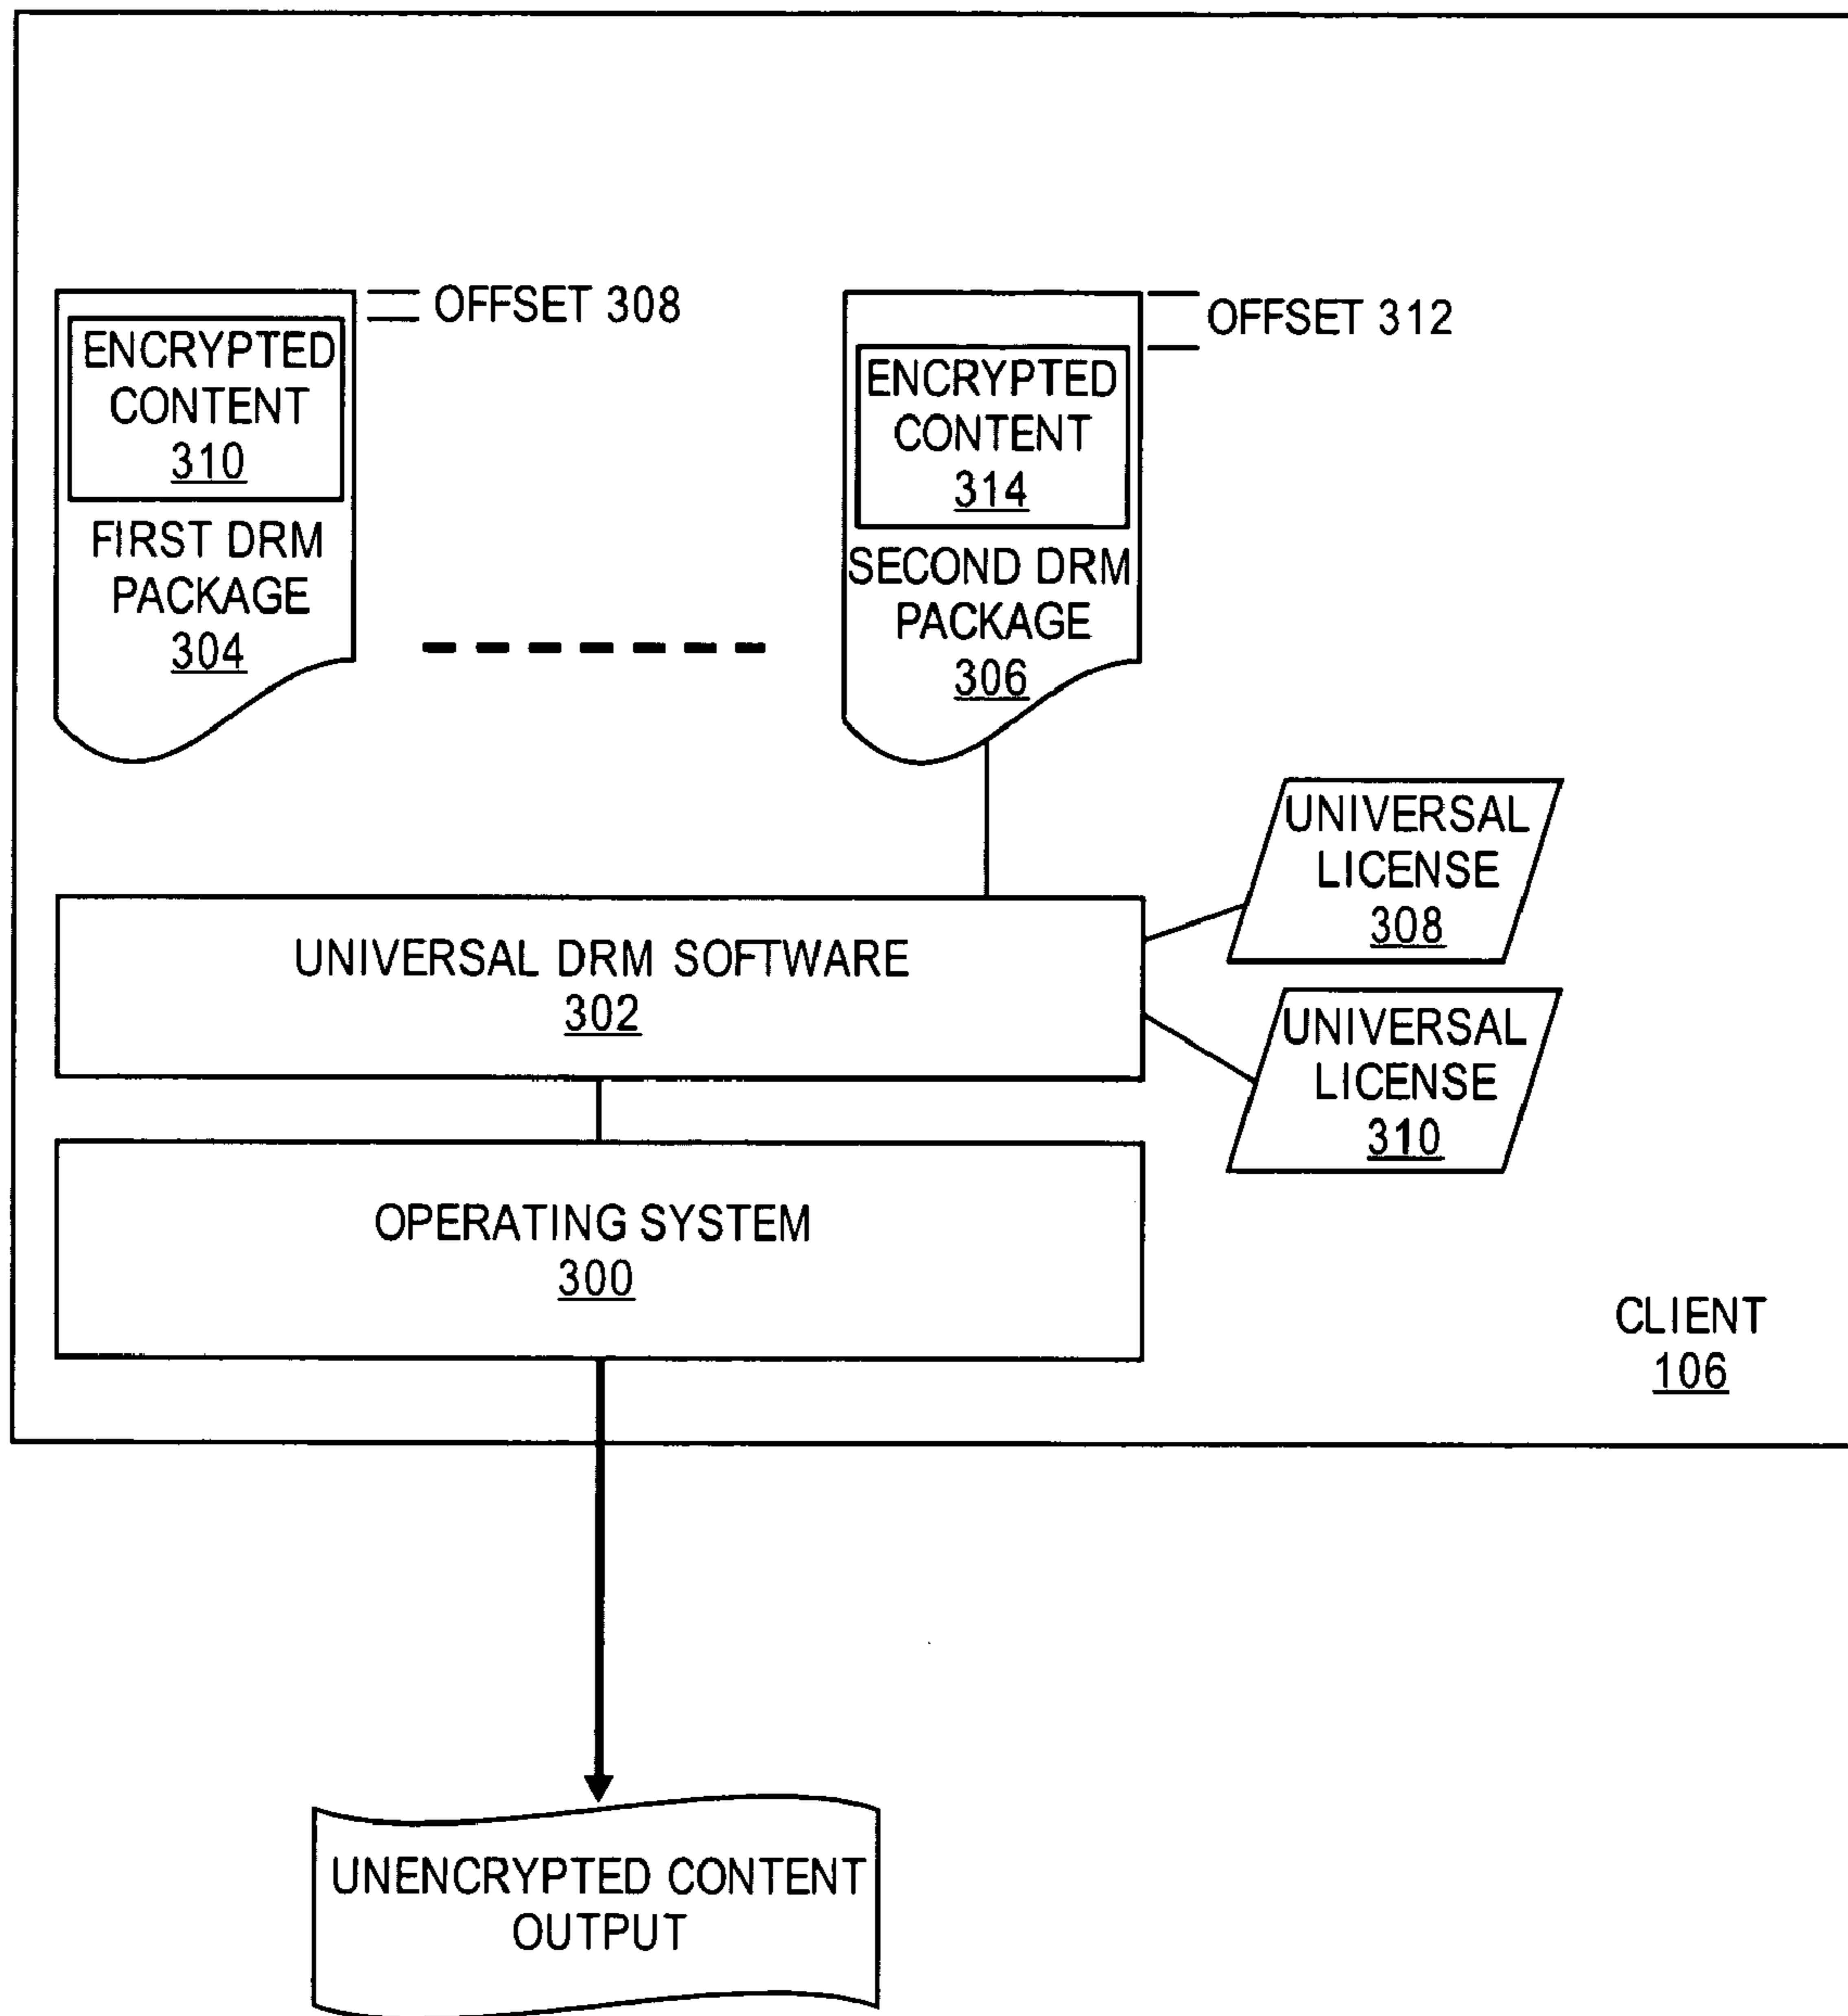 OFFSET 308
ENCRYPTED
CONTENT
310
FIRST DRM
PACKAGE
304
OFFSET 312
ENCRYPTED
CONTENT
314
SECOND DRM
PACKAGE
306
UNIVERSAL
LICENSE
308
UNIVERSAL DRM SOFTWARE
302
UNIVERSAL
LICENSE
310
OPERATING SYSTEM
300
CLIENT
106
UNENCRYPTED CONTENT
OUTPUT